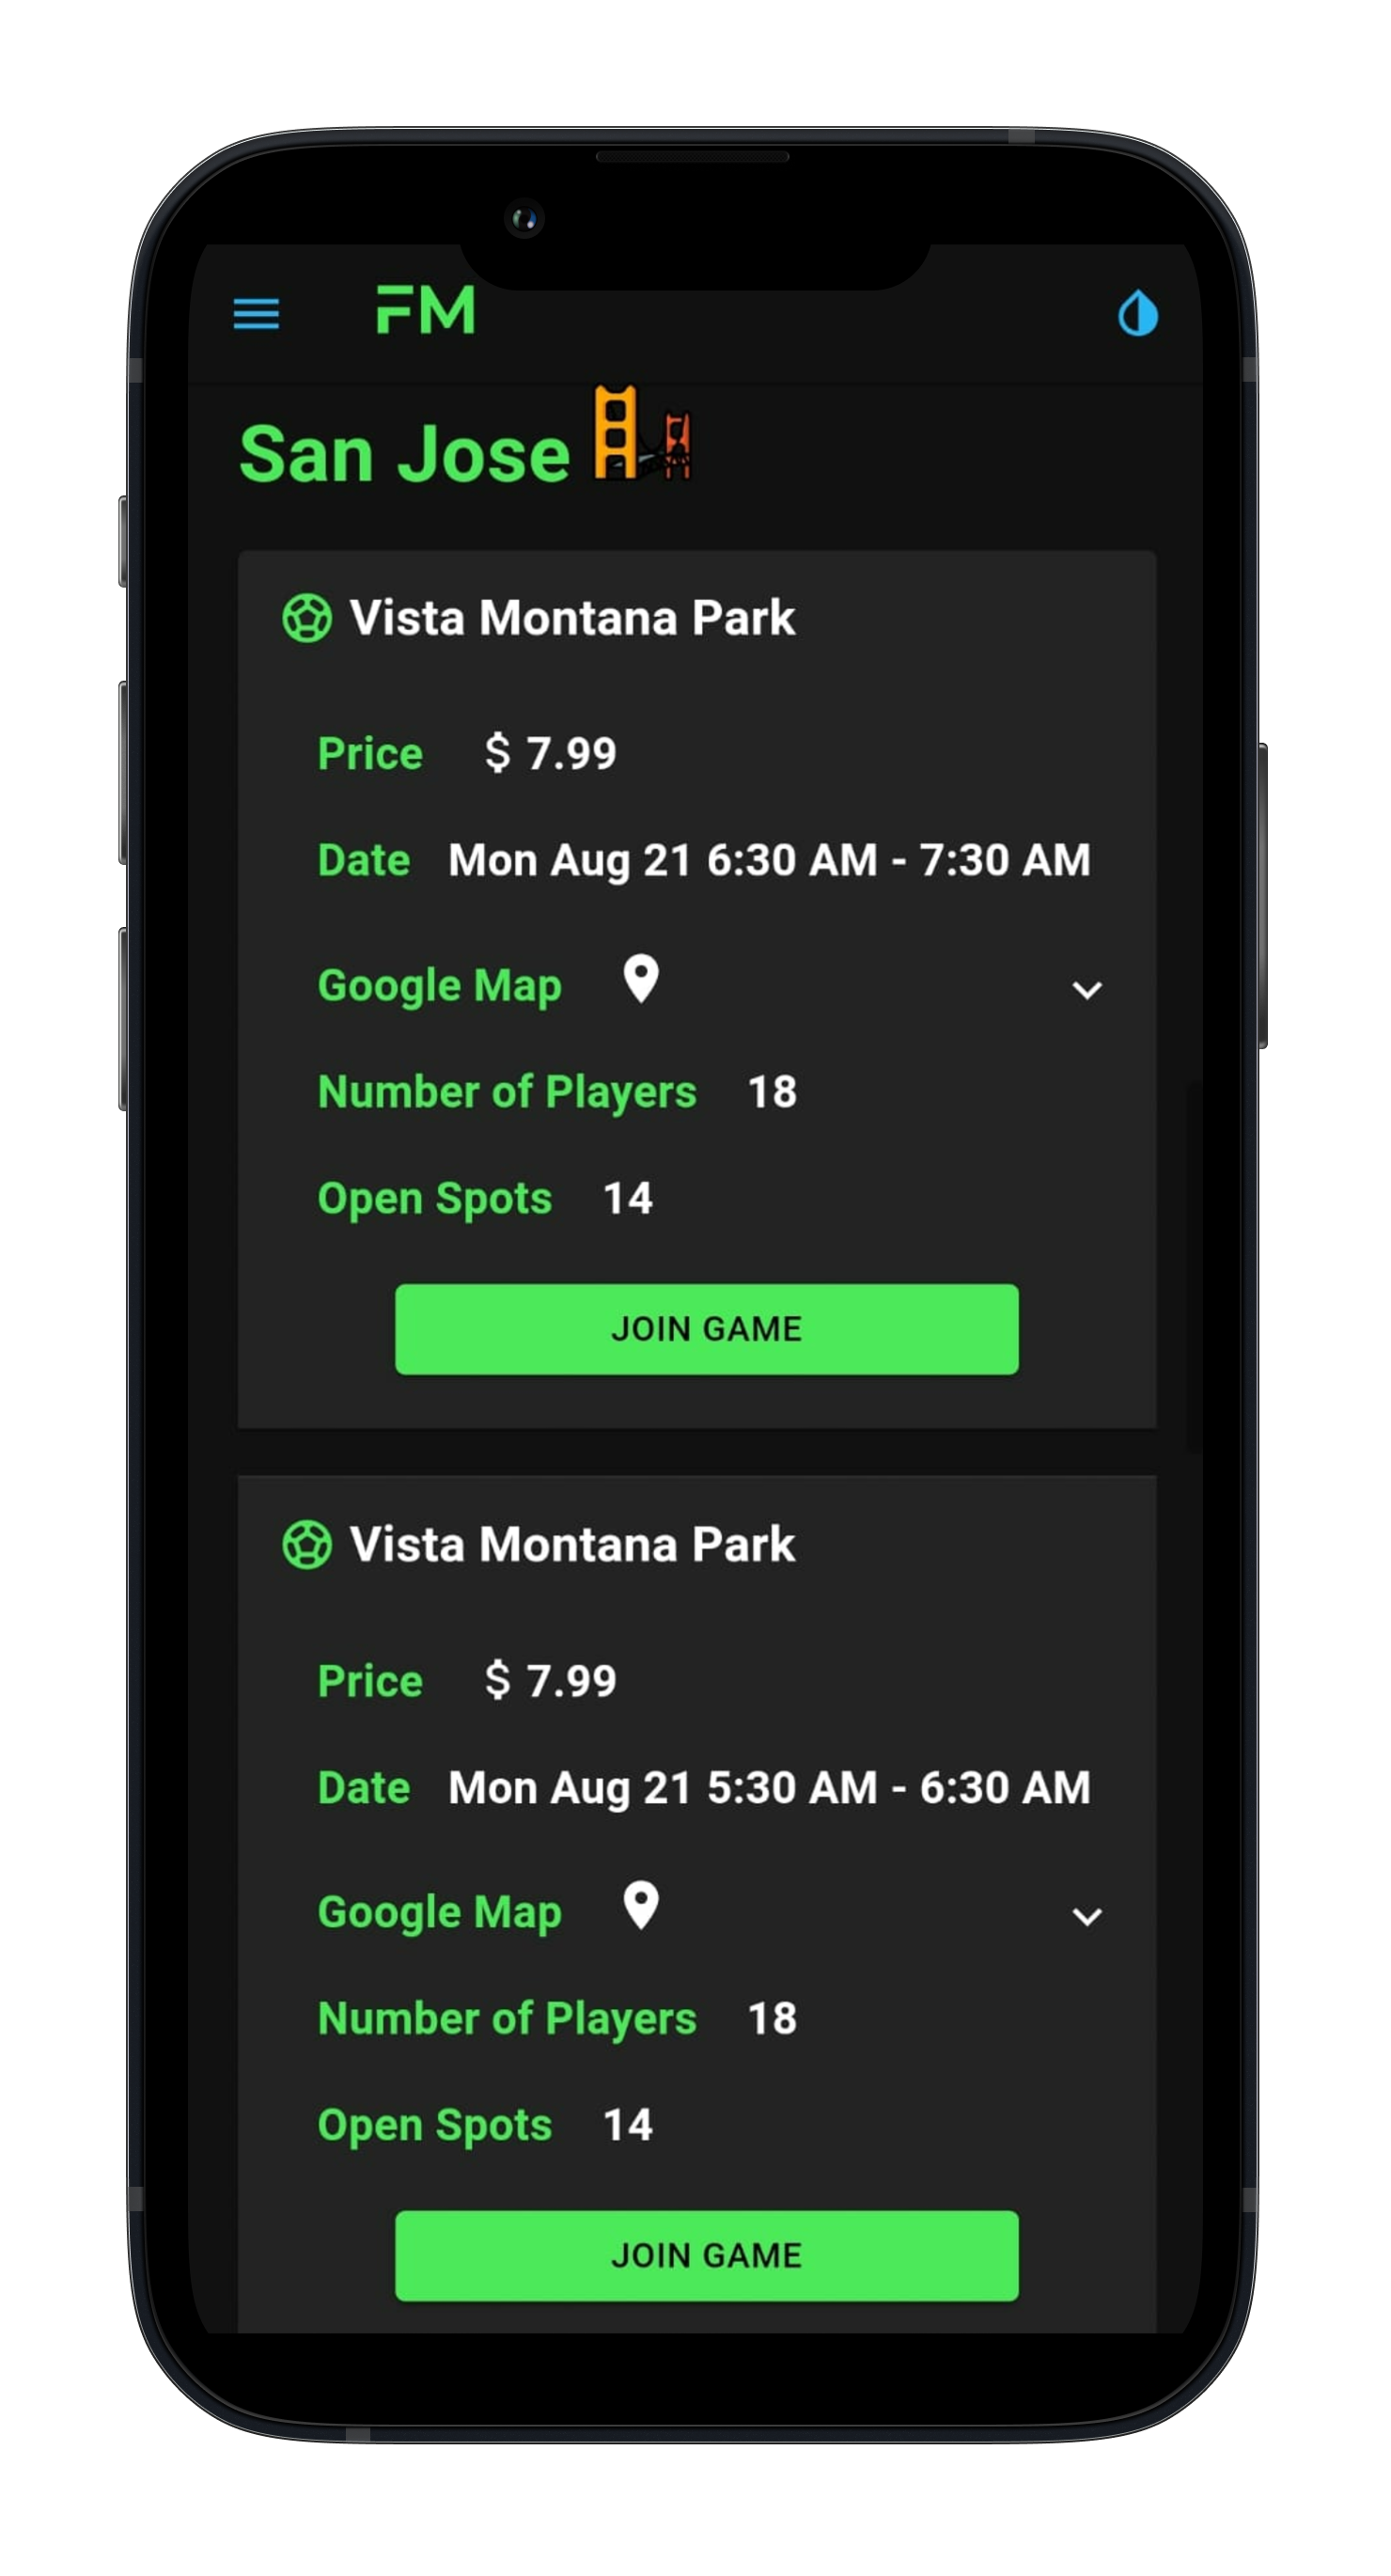 FM
San Jose
Vista Montana Park
Price $ 7.99
Date Mon Aug 21 6:30 AM - 7:30 AM
Google Map
Number of Players 18
Open Spots 14
JOIN GAME
Vista Montana Park
Price $ 7.99
Date Mon Aug 21 5:30 AM - 6:30 AM
Google Map
Number of Players 18
Open Spots 14
JOIN GAME